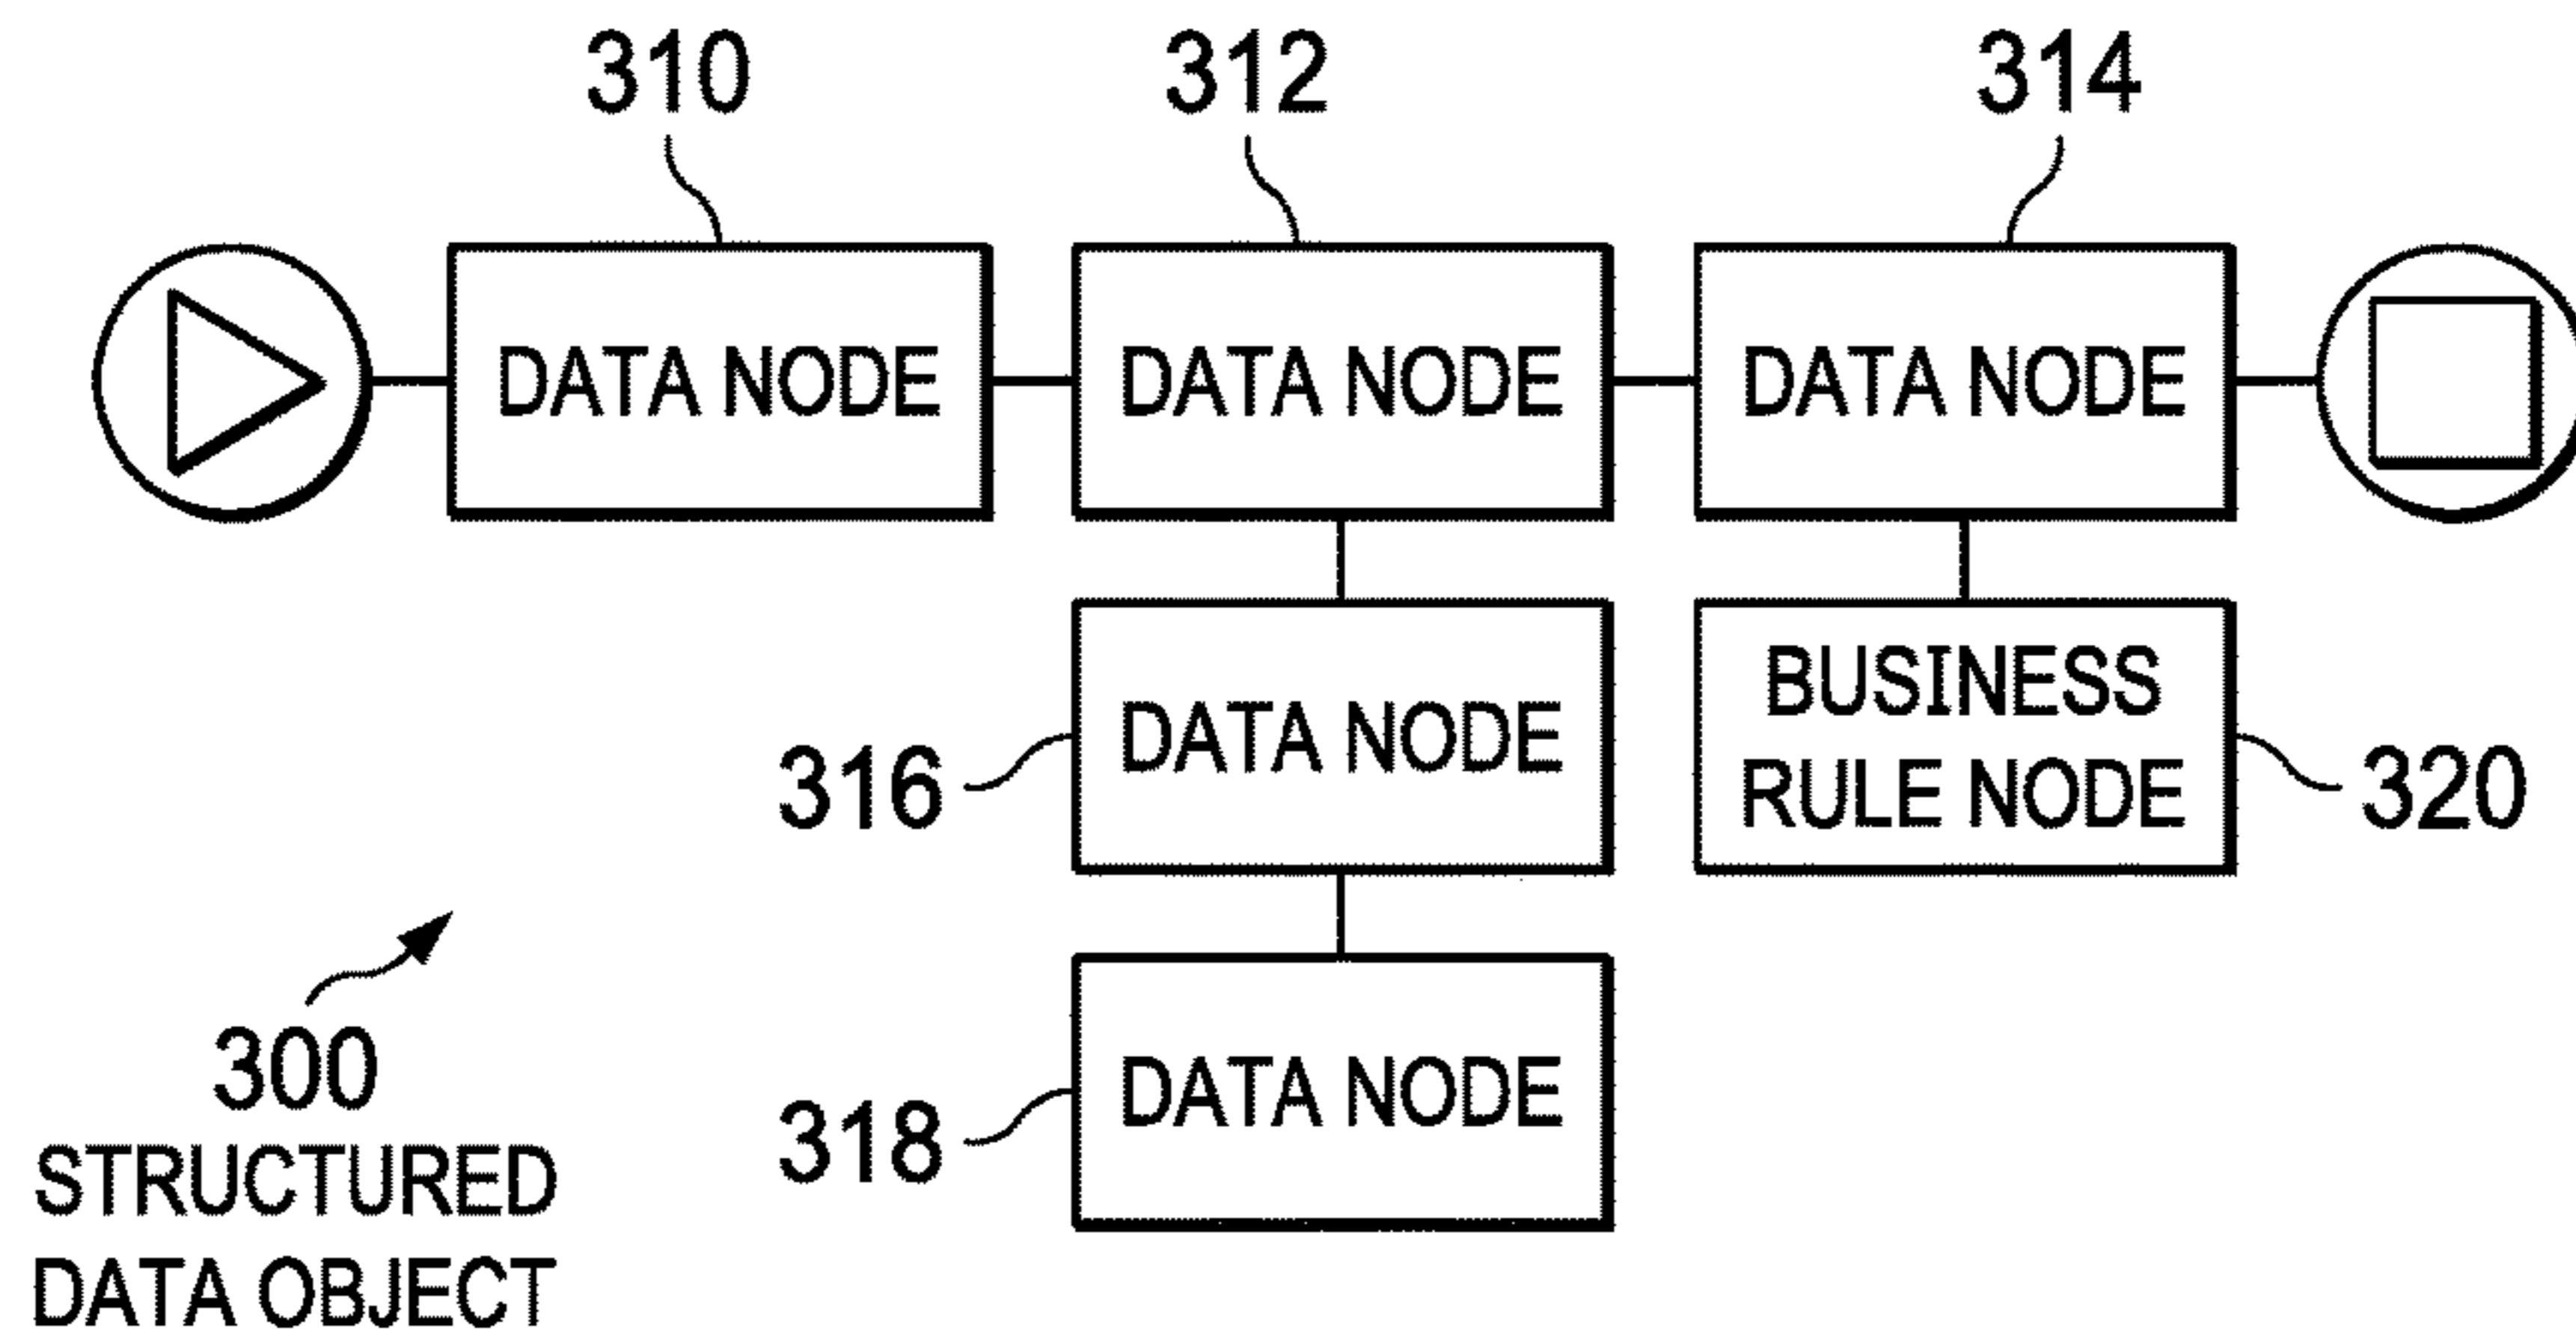 310 312 314
DATA NODE DATA NODE DATA NODE
DATA NODE
BUSINESS
RULE NODE
316
320
DATA NODE
318
300
STRUCTURED
DATA OBJECT